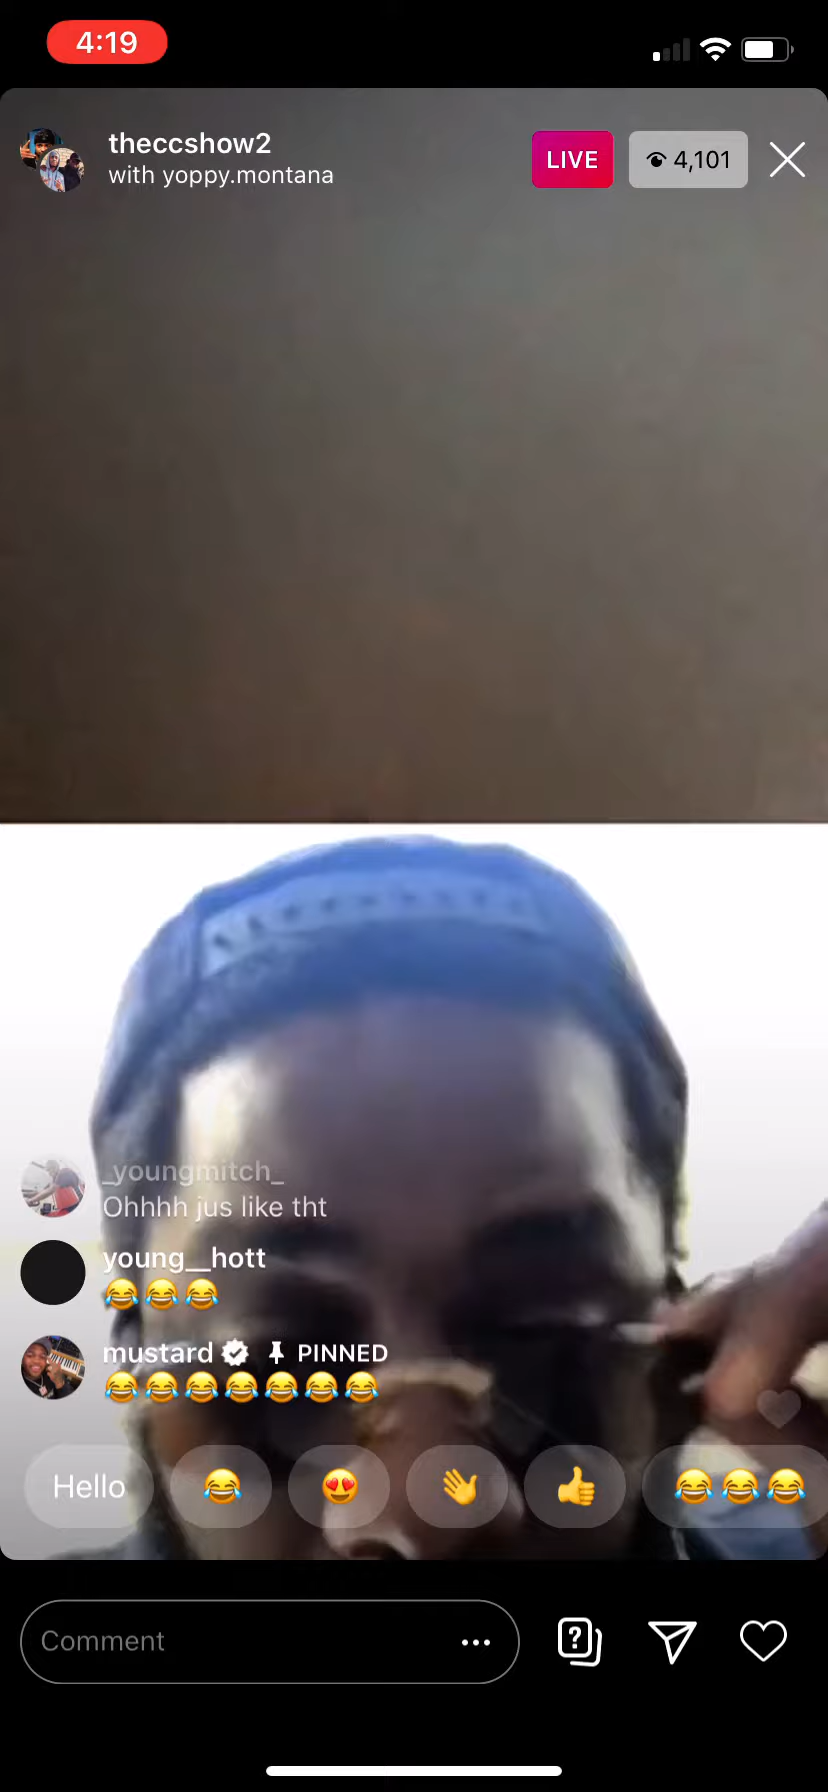 4:19
theccshow2
with yoppy.montana
LIVE
4,101
_youngmitch_
Ohhhh jus like tht
young__hott
😂😂😂
mustard PINNED
😂😂😂😂😂😂😂
Hello 😂 😍 👋 👍 😂😂😂
Comment